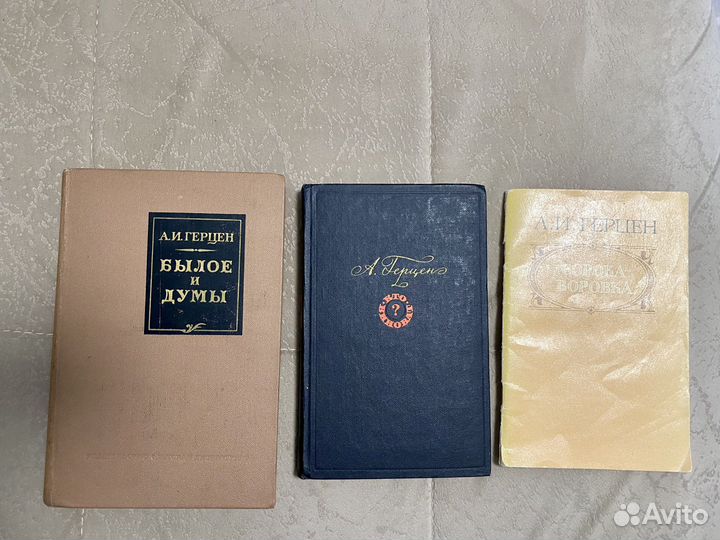 А.И.ГЕРЦЕН
БЫЛОЕ
И
ДУМЫ
А. Герцен
КТО ВИНОВАТ
?
А.И. ГЕРЦЕН
СОРОКА-
ВОРОВКА
Avito